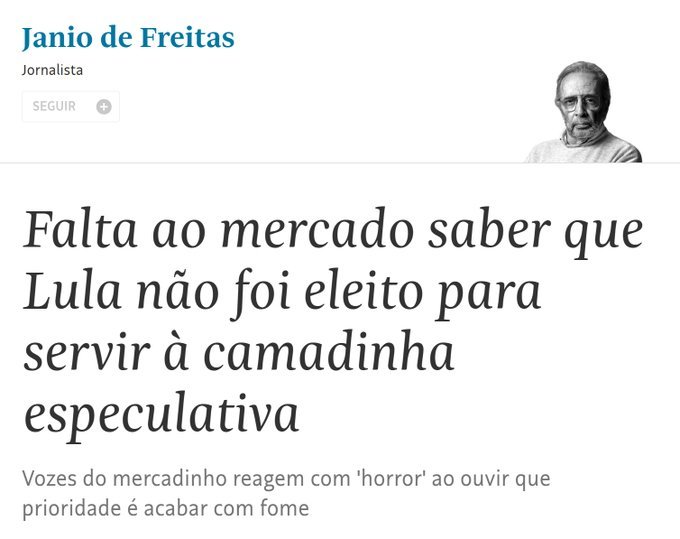 Janio de Freitas
Jornalista
SEGUIR
Falta ao mercado saber que
Lula não foi eleito para
servir à camadinha
especulativa
Vozes do mercadinho reagem com 'horror' ao ouvir que
prioridade é acabar com fome